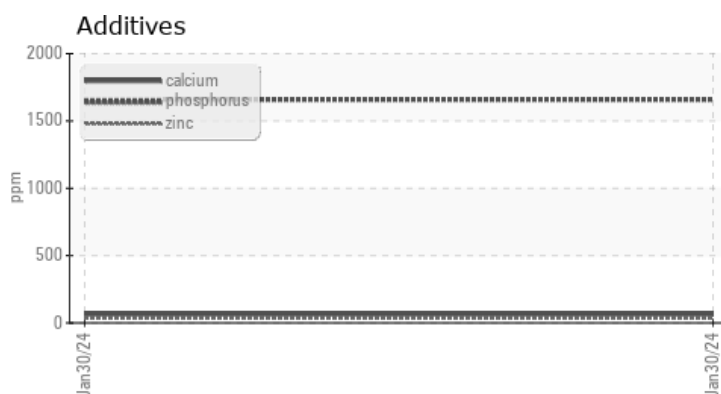 Additives
2000
calcium
phosphorus
zinc
1500
1000
500
0
ppm
Jan30/24
Jan30/24